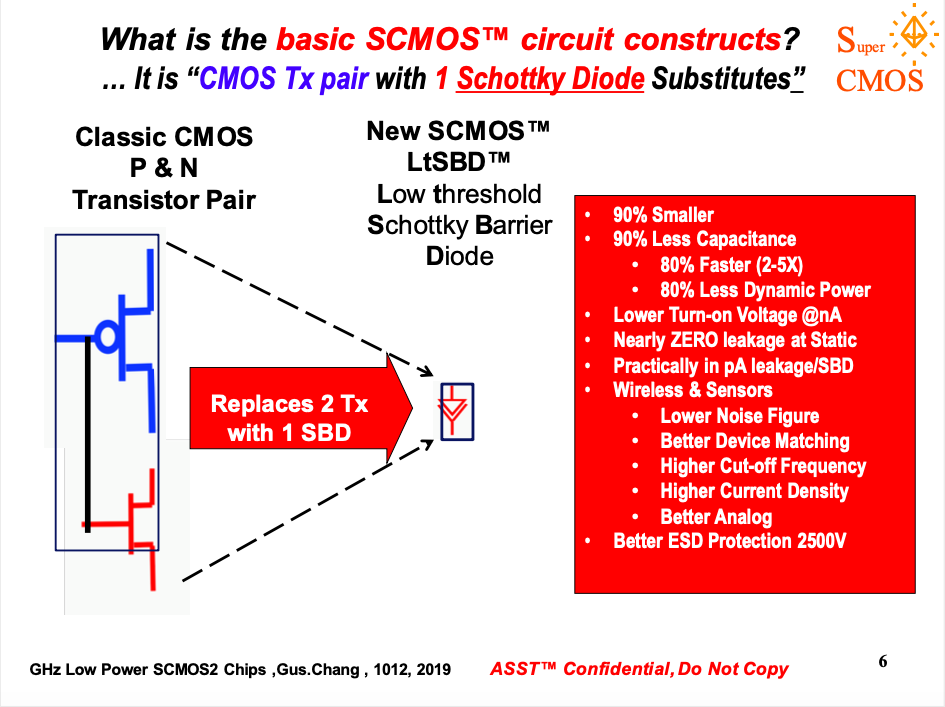 What is the basic SCMOS™ circuit constructs?
... It is “CMOS Tx pair with 1 Schottky Diode Substitutes”
Super
CMOS
Classic CMOS
P & N
Transistor Pair
New SCMOS™
LtSBD™
Low threshold
Schottky Barrier
Diode
Replaces 2 Tx
with 1 SBD
• 90% Smaller
• 90% Less Capacitance
• 80% Faster (2-5X)
• 80% Less Dynamic Power
• Lower Turn-on Voltage @nA
• Nearly ZERO leakage at Static
• Practically in pA leakage/SBD
• Wireless & Sensors
• Lower Noise Figure
• Better Device Matching
• Higher Cut-off Frequency
• Higher Current Density
• Better Analog
• Better ESD Protection 2500V
GHz Low Power SCMOS2 Chips ,Gus.Chang , 1012, 2019
ASST™ Confidential, Do Not Copy
6